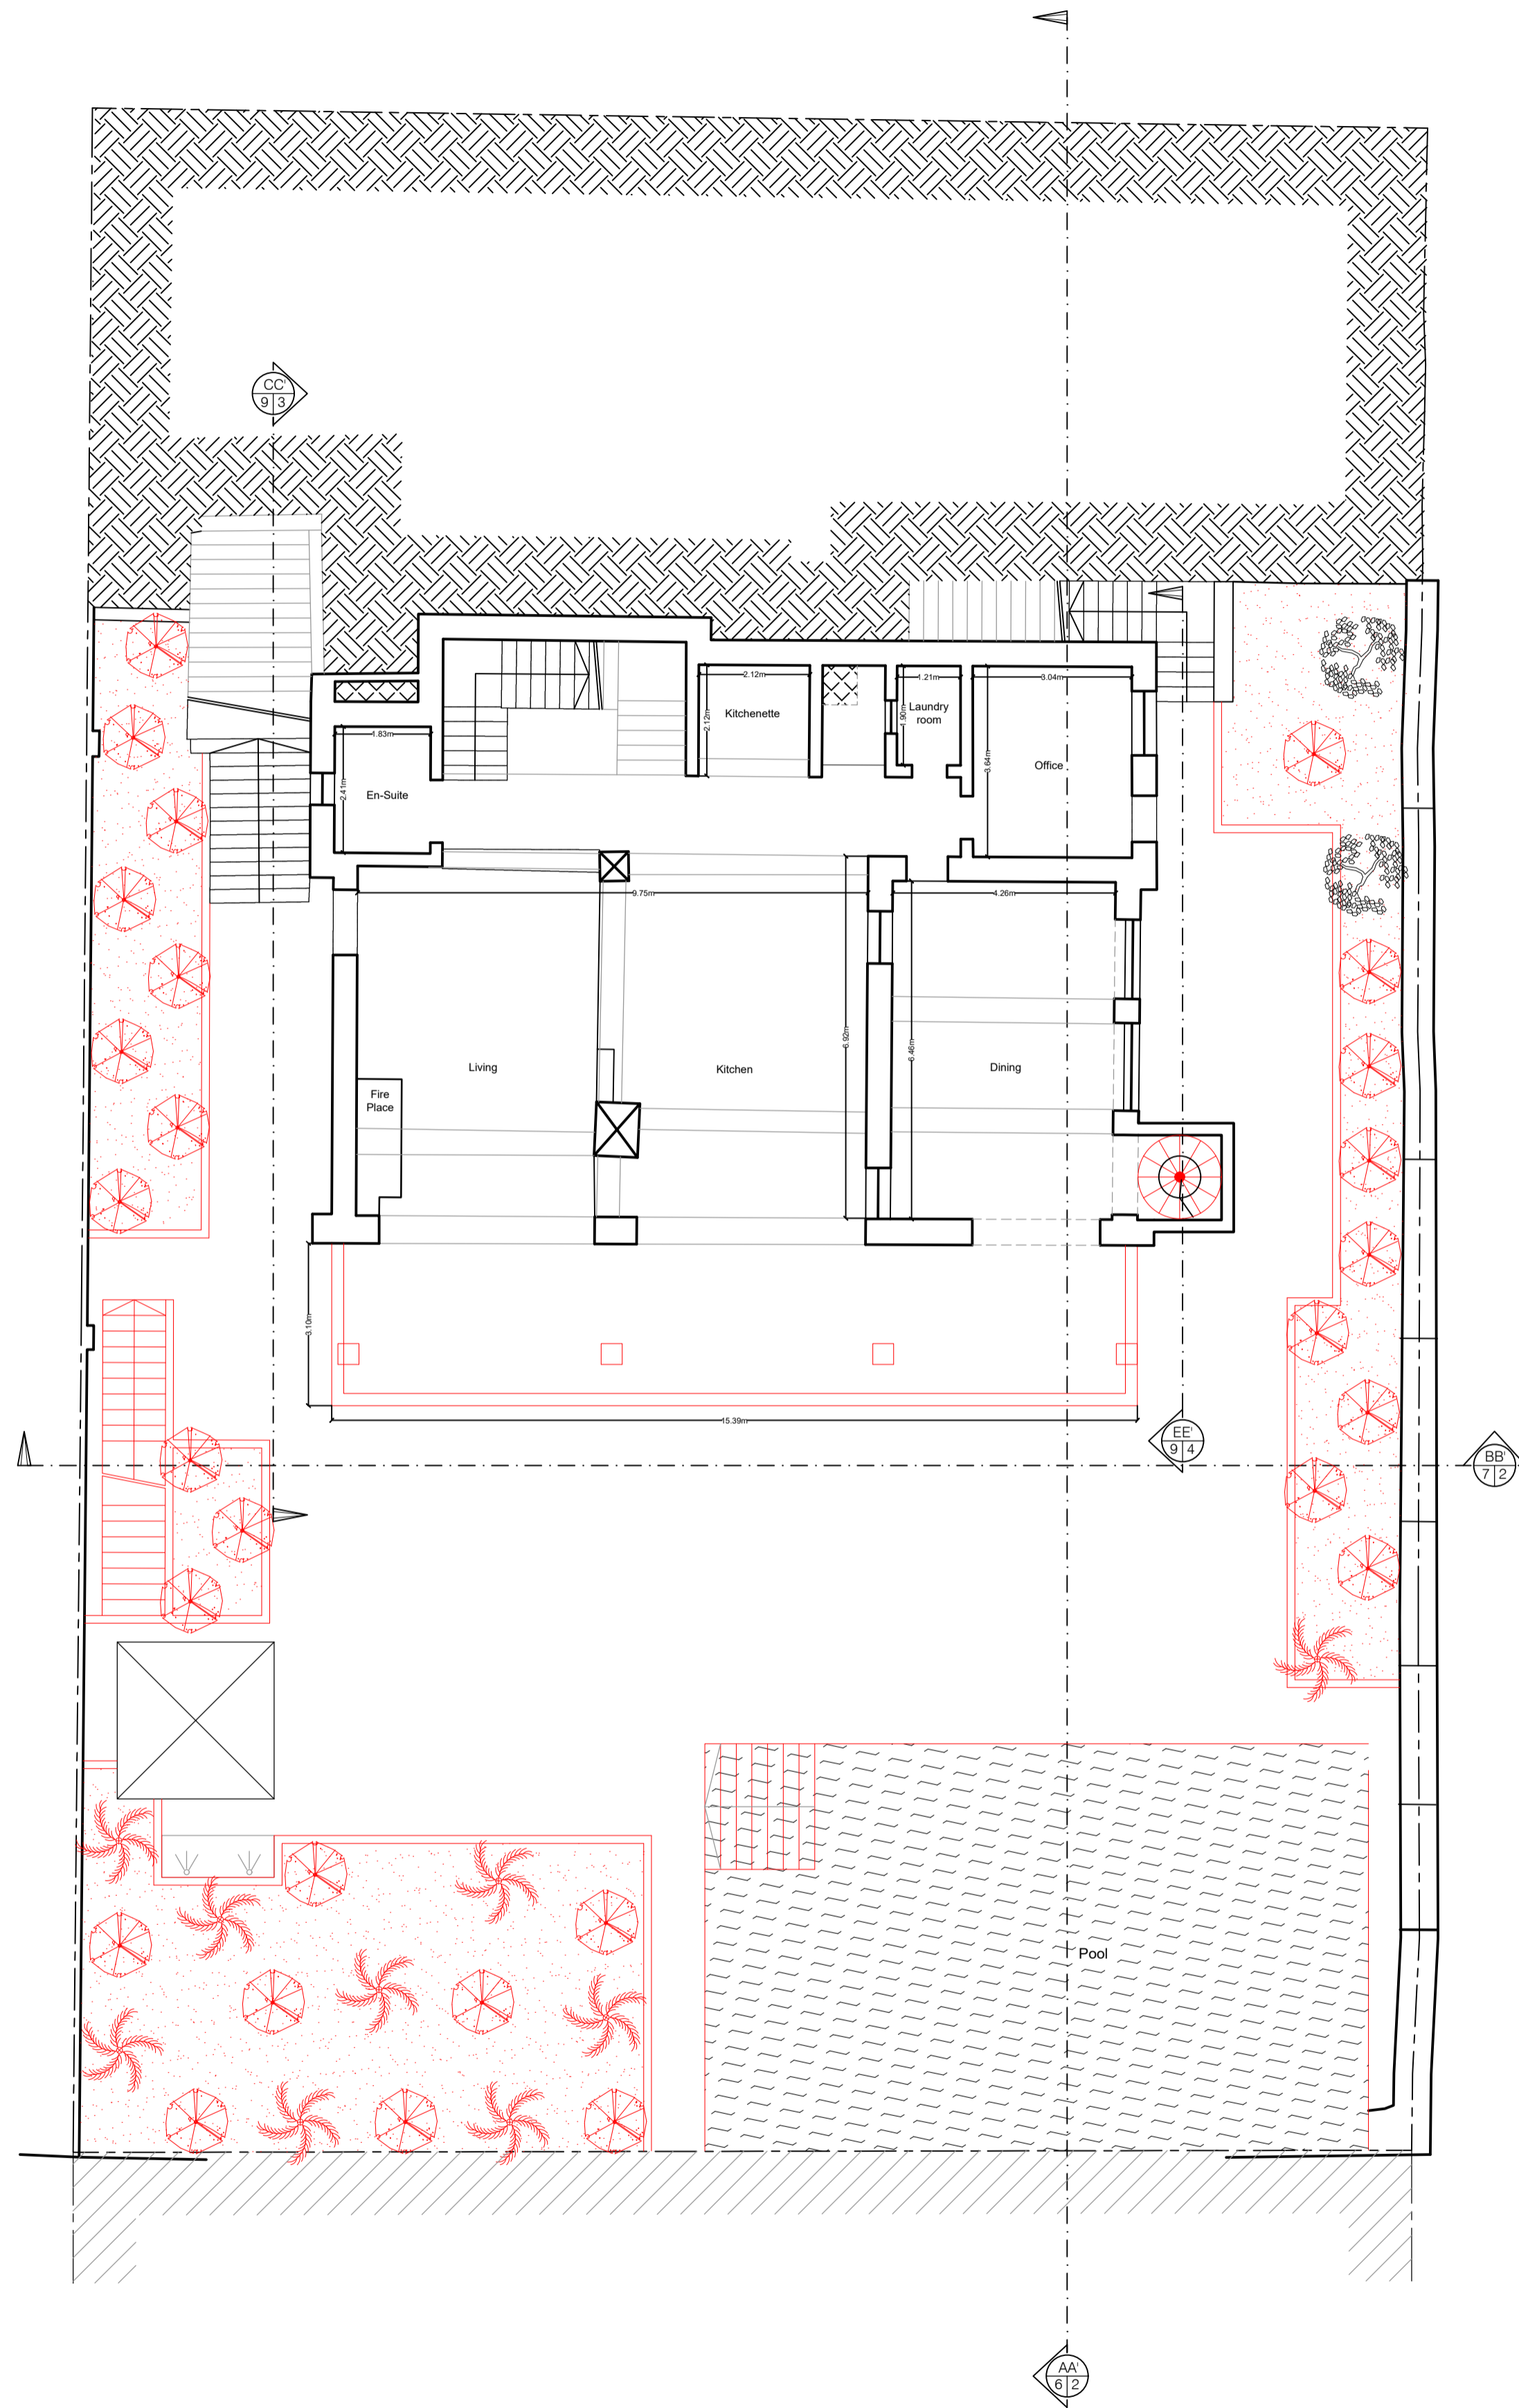 CC'
9 3
2.12m
1.21m
3.04m
Kitchenette
2.12m
1.90m
Laundry
room
1.83m
Office
3.64m
2.41m
En-Suite
9.75m
4.26m
6.92m
6.46m
Living
Kitchen
Dining
Fire
Place
3.10m
15.39m
EE'
9 4
BB'
7 2
Pool
AA'
6 2